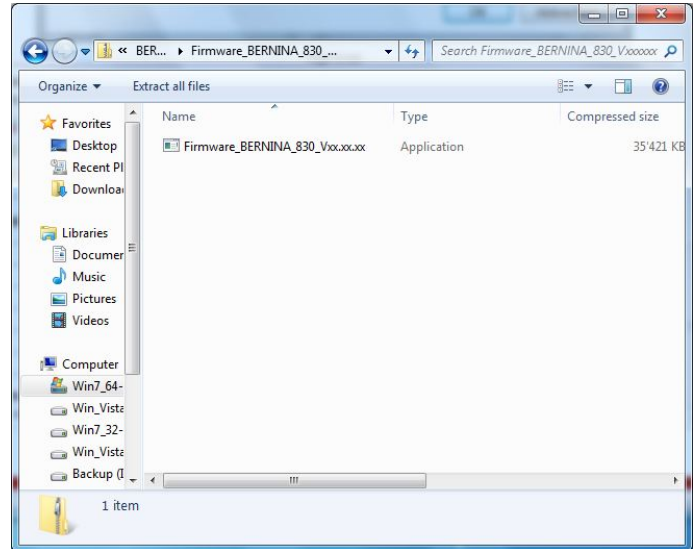 « BER... ▸ Firmware_BERNINA_830_...
Search Firmware_BERNINA_830_Vxxxxxx
Organize
Extract all files
Name Type Compressed size
Firmware_BERNINA_830_Vxx.xx.xx Application 35'421 KB
Favorites
Desktop
Recent Pl
Downloa
Libraries
Documer
Music
Pictures
Videos
Computer
Win7_64-
Win_Vista
Win7_32-
Win_Vista
Backup (I
1 item